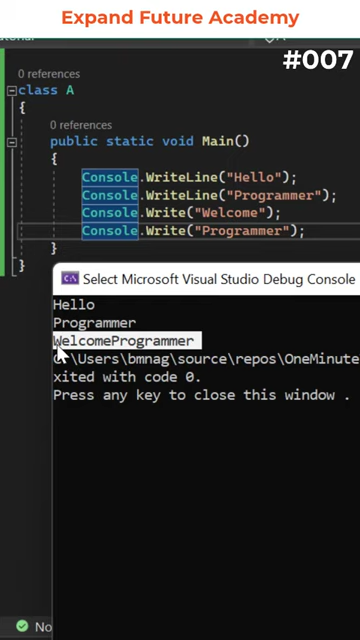 Expand Future Academy
#007
0 references
class A
{
0 references
public static void Main()
{
Console.WriteLine("Hello");
Console.WriteLine("Programmer");
Console.Write("Welcome");
Console.Write("Programmer");
}
}
Select Microsoft Visual Studio Debug Console
Hello
Programmer
WelcomeProgrammer
C:\Users\bmnag\source\repos\OneMinute
xited with code 0.
Press any key to close this window .
No